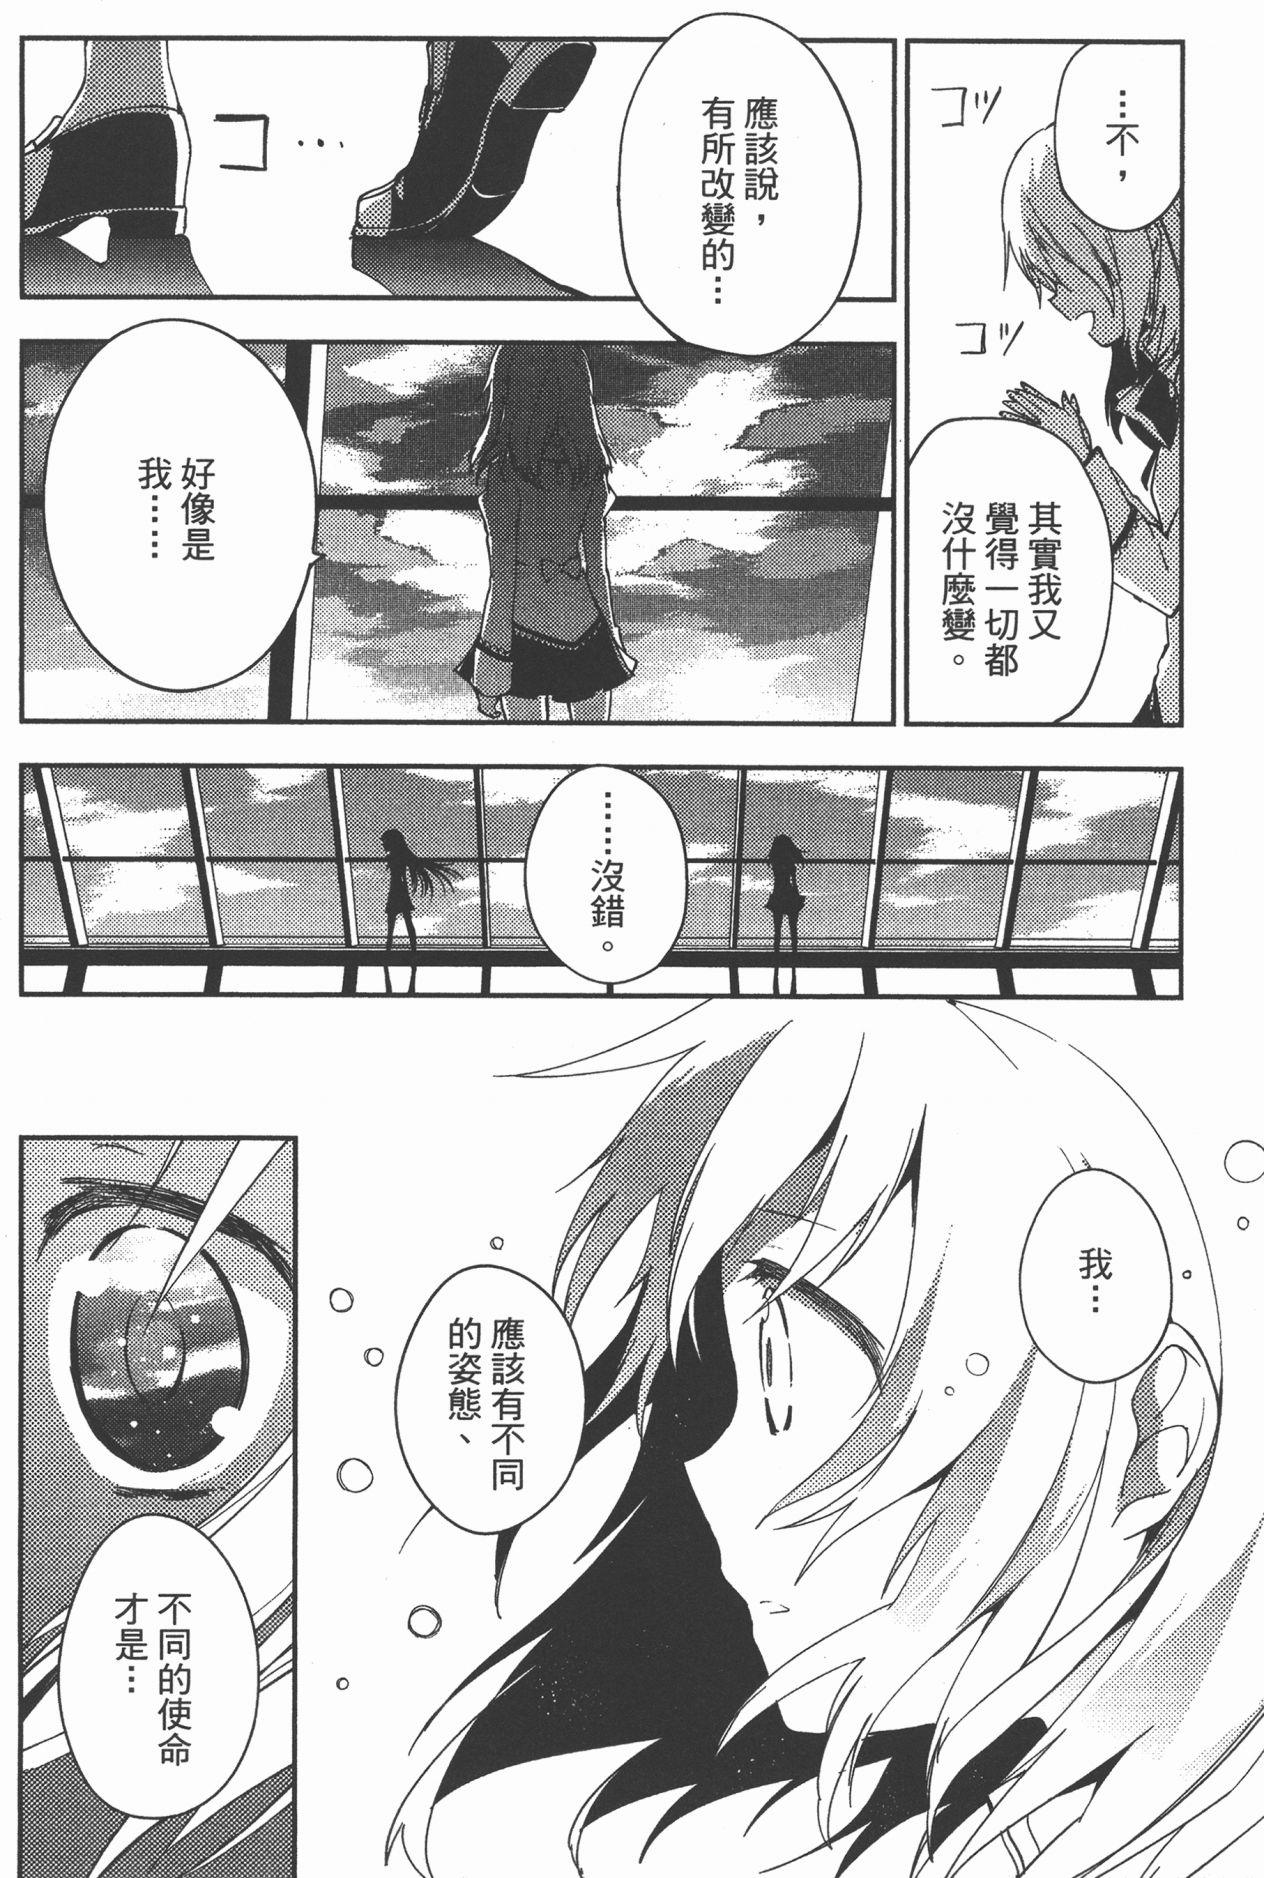 …不，
コツ
コツ
其實我又
覺得一切都
沒什麼變。
應該說，
有所改變的…
コ…
好像是
我……
……沒錯。
我…
應該有不同
的姿態、
不同的使命
才是…